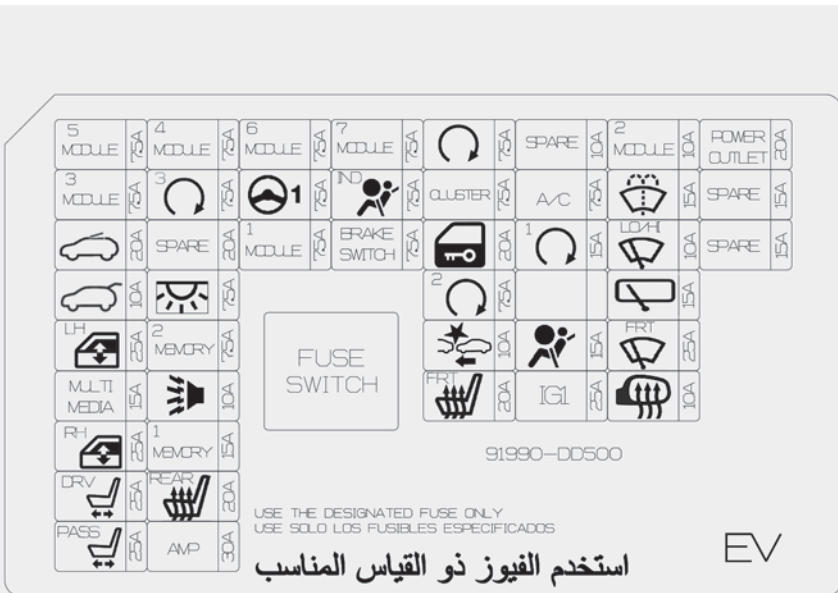 5 MODULE 7.5A 4 MODULE 7.5A 6 MODULE 7.5A 7 MODULE 7.5A 7.5A SPARE 10A 2 MODULE 10A POWER OUTLET 20A
3 MODULE 7.5A 3 7.5A 1 7.5A IND 7.5A CLUSTER 7.5A A/C 7.5A 15A SPARE 15A
20A SPARE 20A 1 MODULE 7.5A BRAKE SWITCH 7.5A 20A 1 15A LO/HI 10A SPARE 15A
10A 7.5A 2 7.5A 15A
LH 25A 2 MEMORY 7.5A 10A 15A FRT 25A
MULTI MEDIA 15A 10A FRT 20A IG1 25A 10A
RH 25A 1 MEMORY 15A
DRV 25A REAR 20A
PASS 25A AMP 30A
FUSE
SWITCH
91990-DD500
USE THE DESIGNATED FUSE ONLY
USE SOLO LOS FUSIBLES ESPECIFICADOS
استخدم الفيوز ذو القياس المناسب
EV